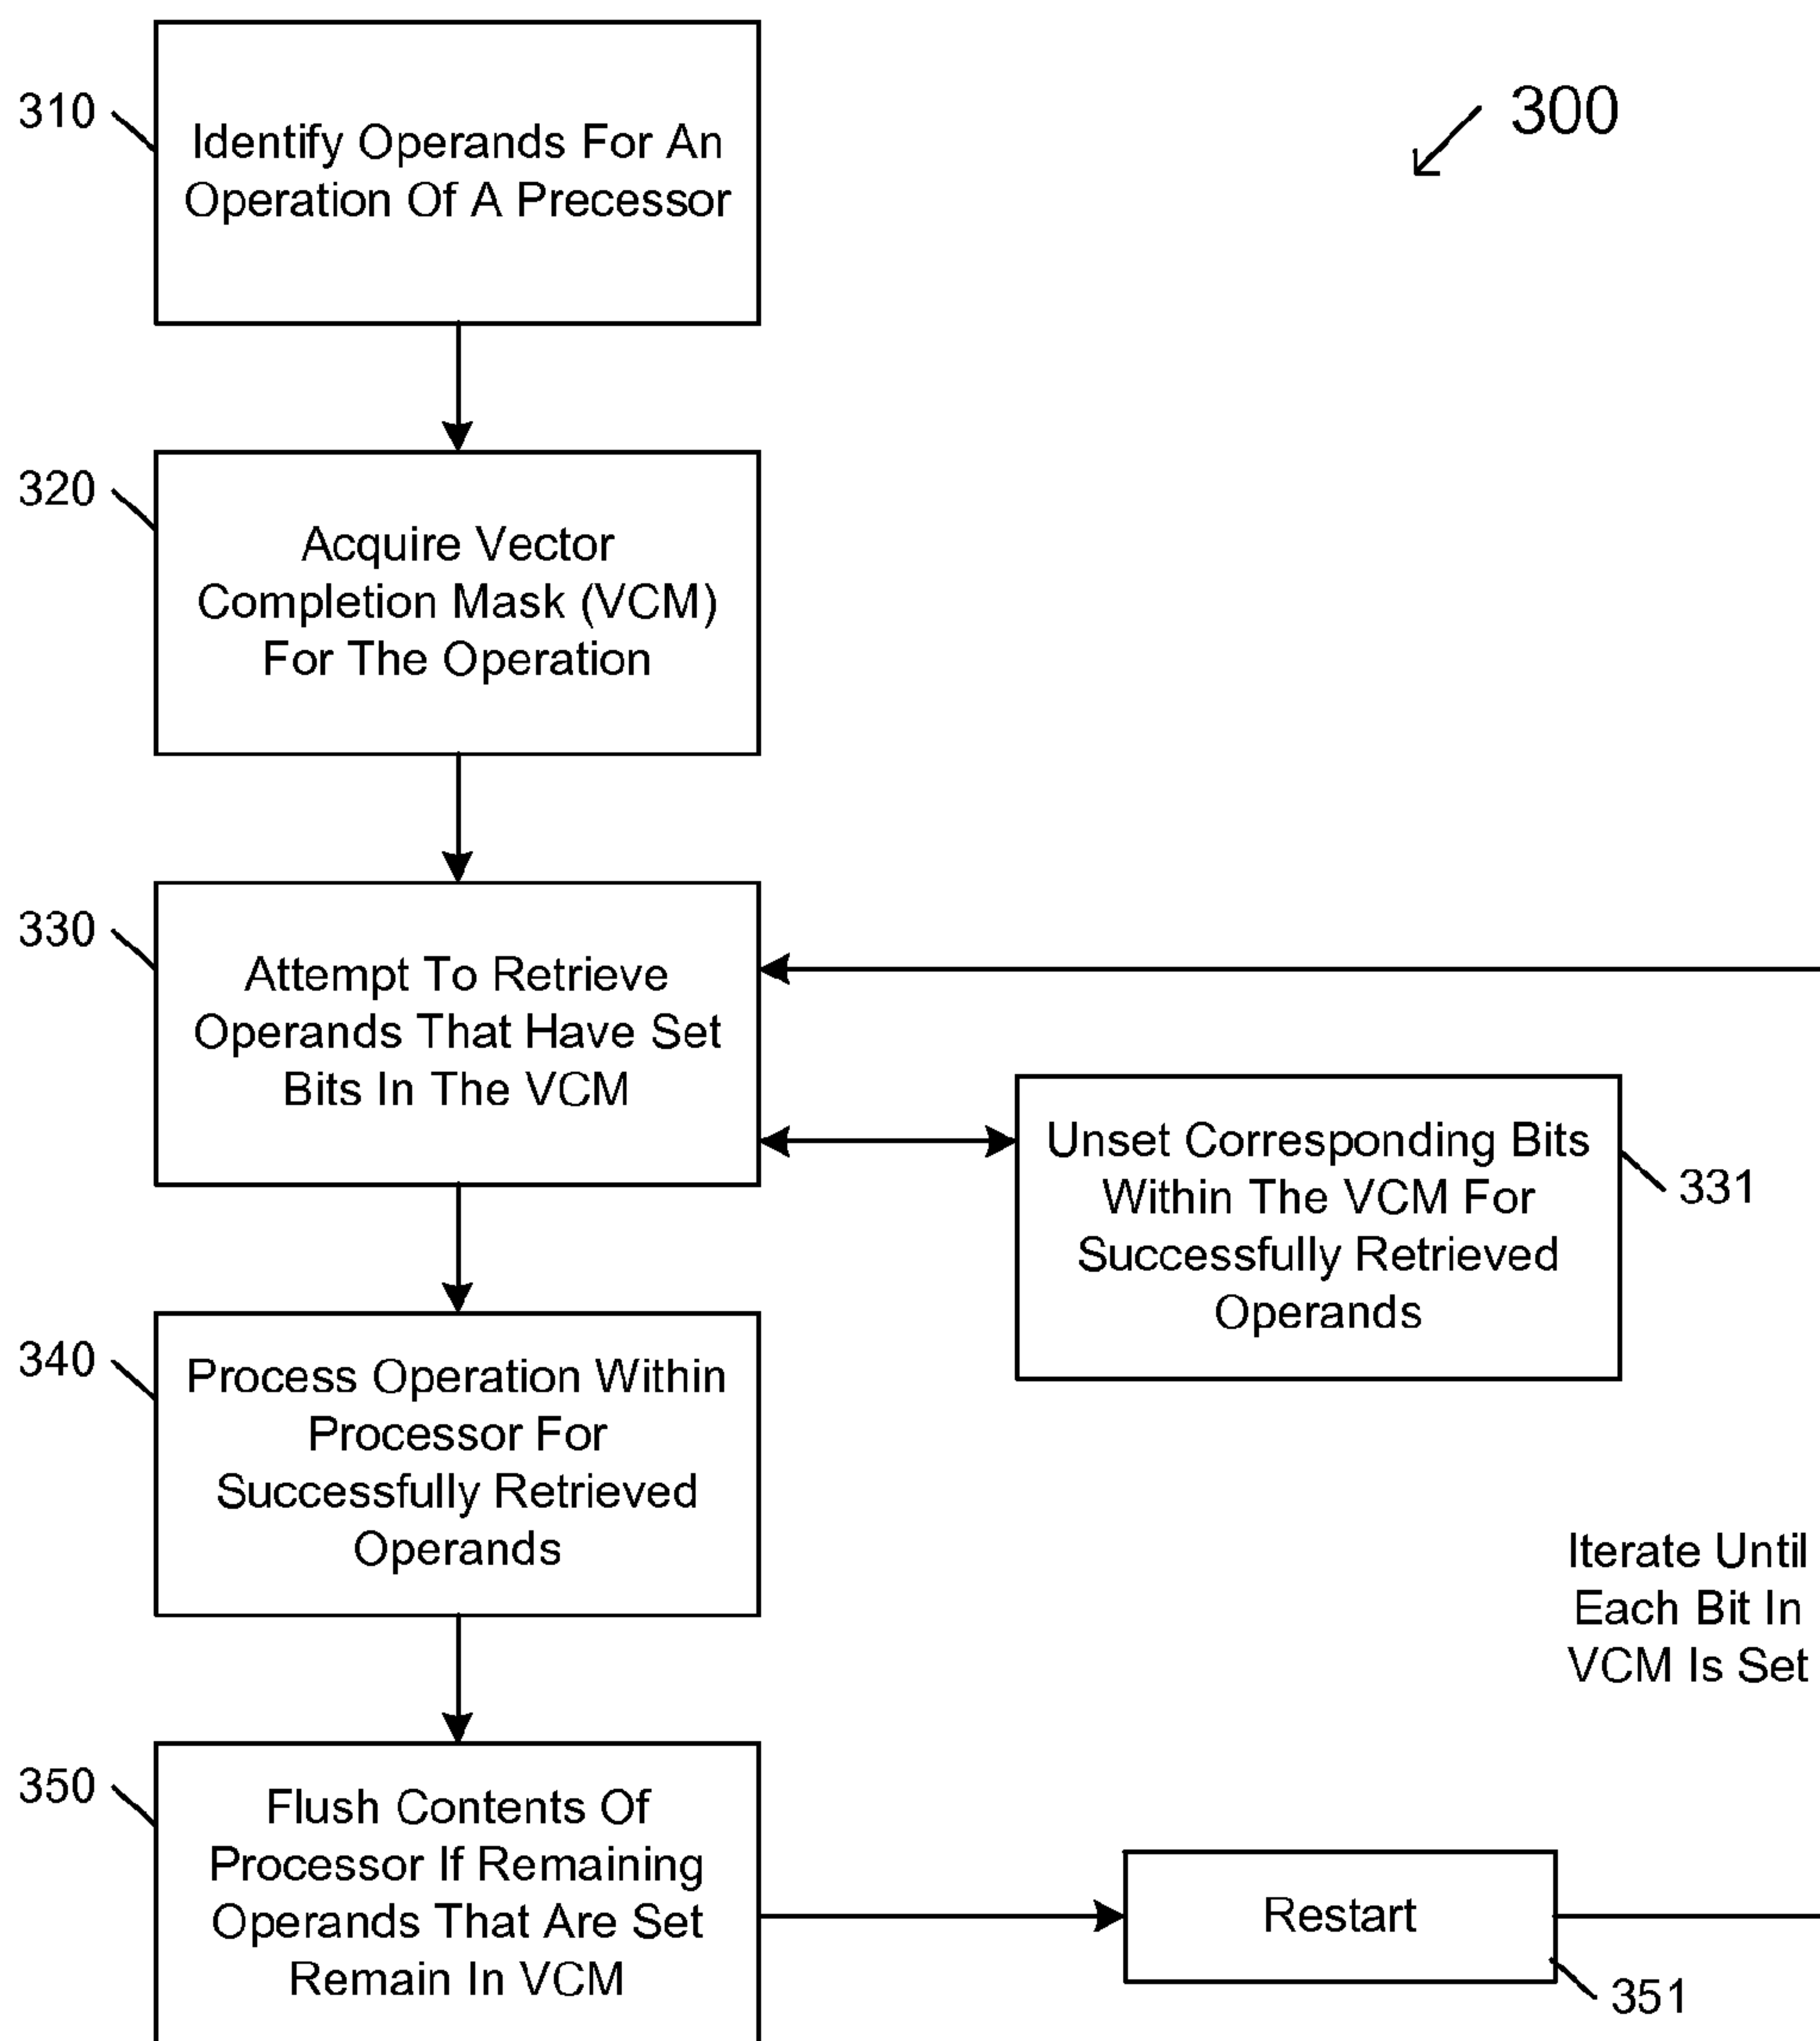 300
310
Identify Operands For An
Operation Of A Precessor
320
Acquire Vector
Completion Mask (VCM)
For The Operation
330
Attempt To Retrieve
Operands That Have Set
Bits In The VCM
Unset Corresponding Bits
Within The VCM For
Successfully Retrieved
Operands
331
340
Process Operation Within
Processor For
Successfully Retrieved
Operands
Iterate Until
Each Bit In
VCM Is Set
350
Flush Contents Of
Processor If Remaining
Operands That Are Set
Remain In VCM
Restart
351